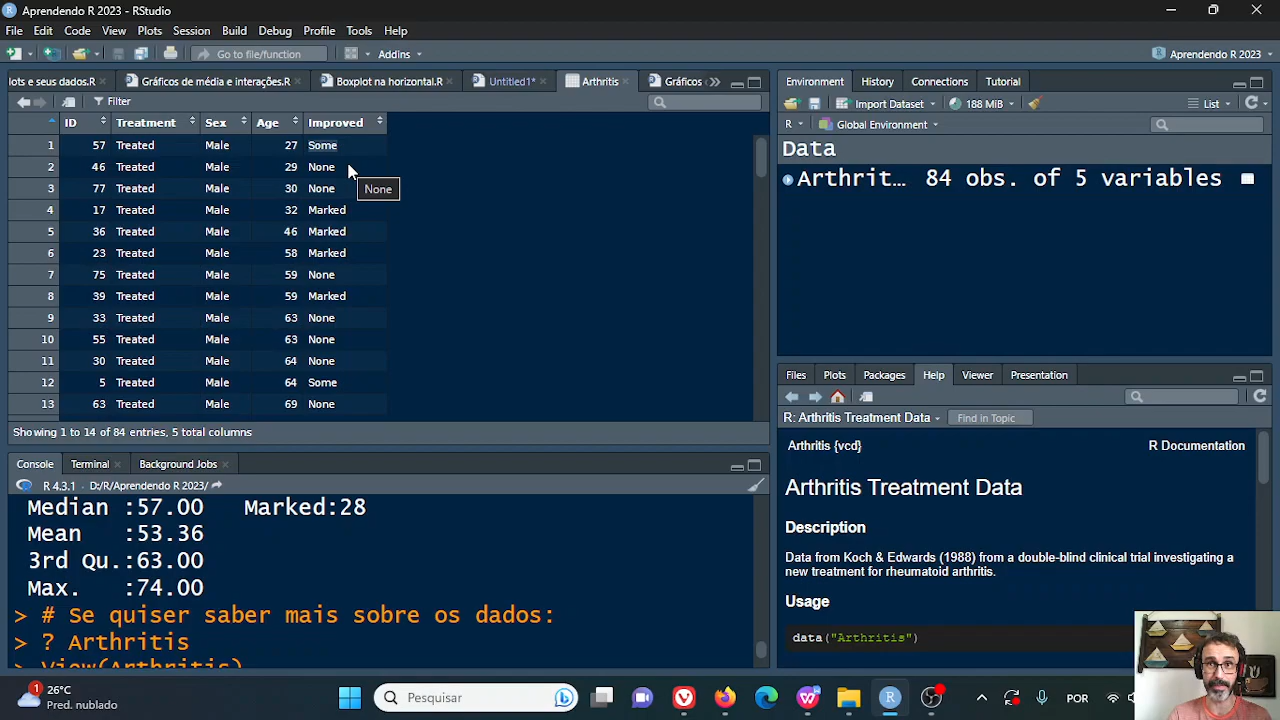 Aprendendo R 2023 - RStudio
File Edit Code View Plots Session Build Debug Profile Tools Help
Go to file/function Addins Aprendendo R 2023
lots e seus dados.R Gráficos de média e interações.R Boxplot na horizontal.R Untitled1* Arthritis Gráficos
Filter
ID Treatment Sex Age Improved
1 57 Treated Male 27 Some
2 46 Treated Male 29 None
3 77 Treated Male 30 None
None
4 17 Treated Male 32 Marked
5 36 Treated Male 46 Marked
6 23 Treated Male 58 Marked
7 75 Treated Male 59 None
8 39 Treated Male 59 Marked
9 33 Treated Male 63 None
10 55 Treated Male 63 None
11 30 Treated Male 64 None
12 5 Treated Male 64 Some
13 63 Treated Male 69 None
Showing 1 to 14 of 84 entries, 5 total columns
Console Terminal Background Jobs
R 4.3.1 · D:/R/Aprendendo R 2023/
Median :57.00 Marked:28
Mean :53.36
3rd Qu.:63.00
Max. :74.00
> # Se quiser saber mais sobre os dados:
> ? Arthritis
> View(Arthritis)
Environment History Connections Tutorial
Import Dataset 188 MiB List
R Global Environment
Data
Arthrit… 84 obs. of 5 variables
Files Plots Packages Help Viewer Presentation
R: Arthritis Treatment Data Find in Topic
Arthritis {vcd} R Documentation
Arthritis Treatment Data
Description
Data from Koch & Edwards (1988) from a double-blind clinical trial investigating a
new treatment for rheumatoid arthritis.
Usage
data("Arthritis")
1
26°C
Pred. nublado
Pesquisar
POR